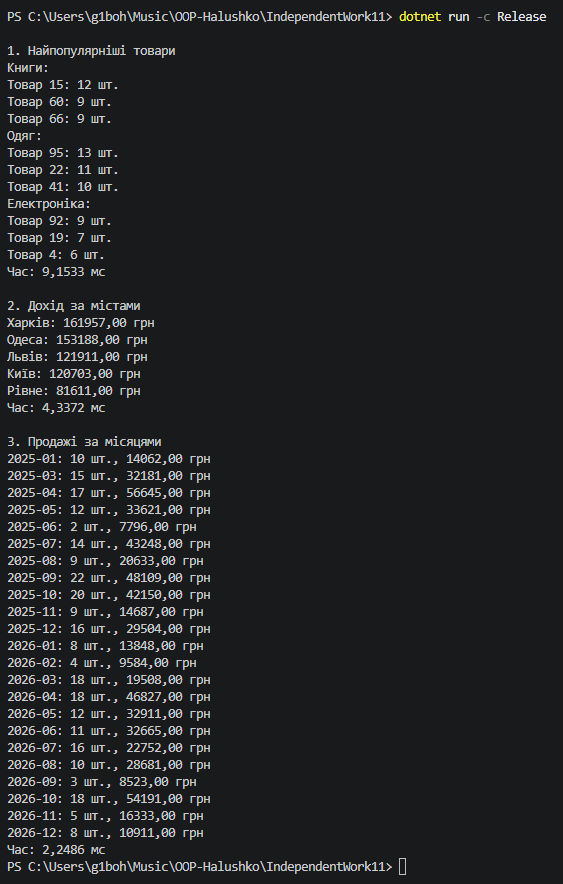 PS C:\Users\g1boh\Music\OOP-Halushko\IndependentWork11> dotnet run -c Release
1. Найпопулярніші товари
Книги:
Товар 15: 12 шт.
Товар 60: 9 шт.
Товар 66: 9 шт.
Одяг:
Товар 95: 13 шт.
Товар 22: 11 шт.
Товар 41: 10 шт.
Електроніка:
Товар 92: 9 шт.
Товар 19: 7 шт.
Товар 4: 6 шт.
Час: 9,1533 мс
2. Дохід за містами
Харків: 161957,00 грн
Одеса: 153188,00 грн
Львів: 121911,00 грн
Київ: 120703,00 грн
Рівне: 81611,00 грн
Час: 4,3372 мс
3. Продажі за місяцями
2025-01: 10 шт., 14062,00 грн
2025-03: 15 шт., 32181,00 грн
2025-04: 17 шт., 56645,00 грн
2025-05: 12 шт., 33621,00 грн
2025-06: 2 шт., 7796,00 грн
2025-07: 14 шт., 43248,00 грн
2025-08: 9 шт., 20633,00 грн
2025-09: 22 шт., 48109,00 грн
2025-10: 20 шт., 42150,00 грн
2025-11: 9 шт., 14687,00 грн
2025-12: 16 шт., 29504,00 грн
2026-01: 8 шт., 13848,00 грн
2026-02: 4 шт., 9584,00 грн
2026-03: 18 шт., 19508,00 грн
2026-04: 18 шт., 46827,00 грн
2026-05: 12 шт., 32911,00 грн
2026-06: 11 шт., 32665,00 грн
2026-07: 16 шт., 22752,00 грн
2026-08: 10 шт., 28681,00 грн
2026-09: 3 шт., 8523,00 грн
2026-10: 18 шт., 54191,00 грн
2026-11: 5 шт., 16333,00 грн
2026-12: 8 шт., 10911,00 грн
Час: 2,2486 мс
PS C:\Users\g1boh\Music\OOP-Halushko\IndependentWork11>